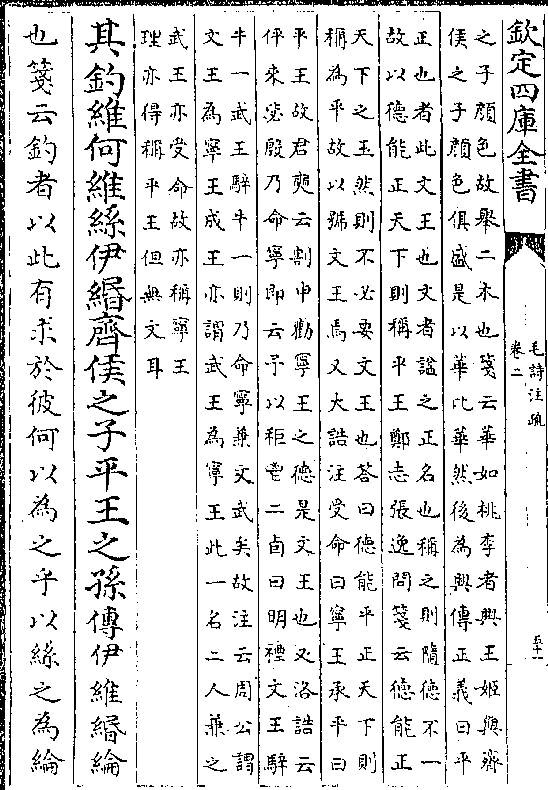 欽定四庫全書
毛詩注疏
卷二
五十一
之子顔色故舉二木也箋云華如桃李者興王姬與齊
侯之子顔色俱盛是以華比華然後為興傳正義曰平
正也者此文王也文者諡之正名也稱之則隨德不一
故以德能正天下則稱平王鄭志張逸問箋云德能正
天下之王然則不必要文王也荅曰德能平正天下則
稱為平故以號文王焉又大誥注受命曰寧王承平曰
平王故君奭云割申勸寧王之德是文王也又洛誥云
伻來毖殷乃命寧即云予以秬鬯二卣曰明禋文王騂
牛一武王騂牛一則乃命寧兼文武矣故注云周公謂
文王為寧王成王亦謂武王為寧王此一名二人兼之
武王亦受命故亦稱寧王
理亦得稱平王但無文耳
其釣維何維絲伊緡齊侯之子平王之孫傳伊維緡綸
也箋云釣者以此有求於彼何以為之乎以絲之為綸